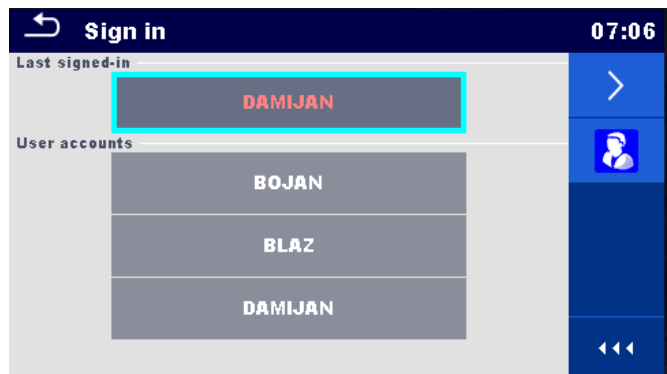 Sign in
07:06
Last signed-in
DAMIJAN
User accounts
BOJAN
BLAZ
DAMIJAN